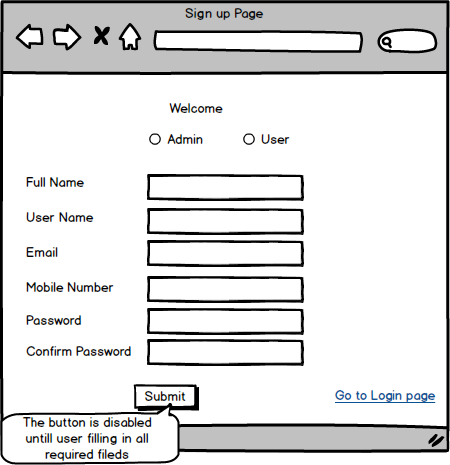 Sign up Page
Welcome
Admin User
Full Name
User Name
Email
Mobile Number
Password
Confirm Password
Submit
Go to Login page
The button is disabled
untill user filling in all
required fileds